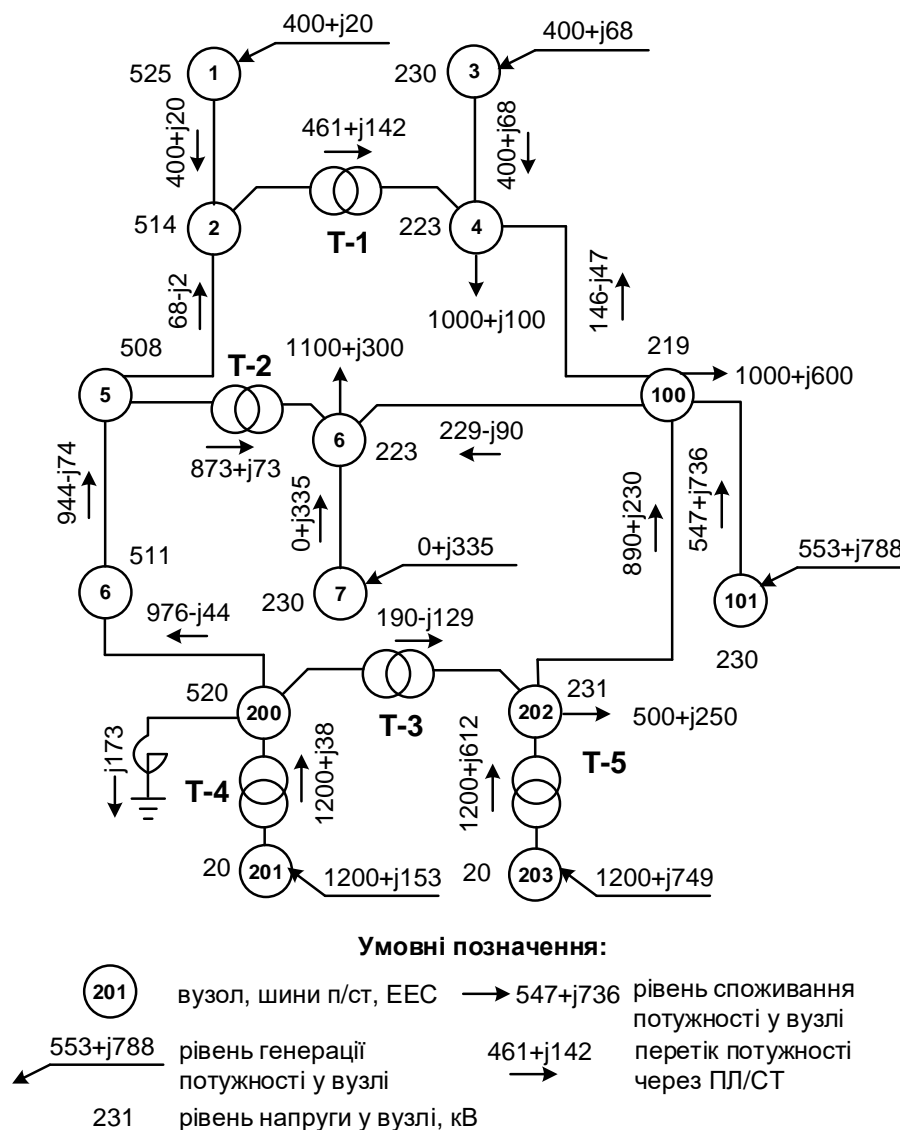 400+j20
400+j68
525
1
230
3
400+j20
461+j142
400+j68
514
2
Т-1
223
4
68-j2
1000+j100
146-j47
508
Т-2
1100+j300
219
1000+j600
5
100
6
223
229-j90
873+j73
944-j74
0+j335
890+j230
547+j736
511
6
0+j335
553+j788
230
7
101
976-j44
190-j129
230
520
200
Т-3
231
202
500+j250
j173
Т-4
1200+j38
1200+j612
Т-5
20
201
1200+j153
20
203
1200+j749
Умовні позначення:
201
вузол, шини п/ст, ЕЕС
547+j736
рівень споживання
потужності у вузлі
553+j788
рівень генерації
потужності у вузлі
461+j142
перетік потужності
через ПЛ/СТ
231
рівень напруги у вузлі, кВ